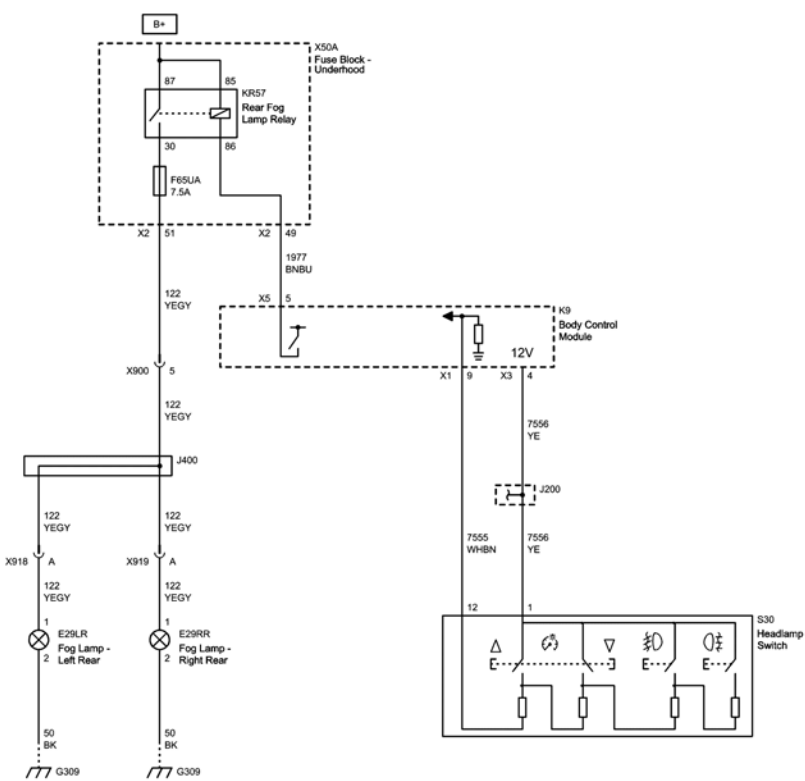 B+
X50A
Fuse Block -
Underhood
87
85
KR57
Rear Fog
Lamp Relay
30
86
F65UA
7.5A
X2
51
X2
49
1977
BNBU
122
YEGY
X5
5
K9
Body Control
Module
12V
X900
5
X1
9
X3
4
122
YEGY
7556
YE
J400
J200
122
YEGY
122
YEGY
7555
WHBN
7556
YE
X918
A
X919
A
122
YEGY
122
YEGY
12
1
S30
Headlamp
Switch
1
E29LR
Fog Lamp -
Left Rear
2
1
E29RR
Fog Lamp -
Right Rear
2
50
BK
50
BK
G309
G309